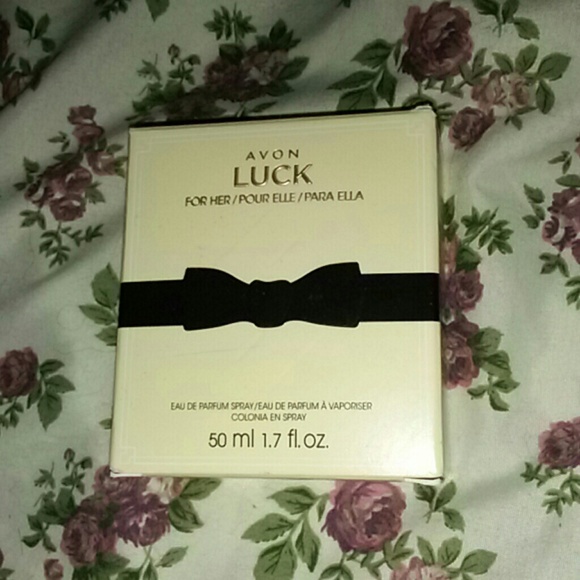 AVON
LUCK
FOR HER / POUR ELLE / PARA ELLA
EAU DE PARFUM SPRAY/EAU DE PARFUM À VAPORISER
COLONIA EN SPRAY
50 ml 1.7 fl. oz.